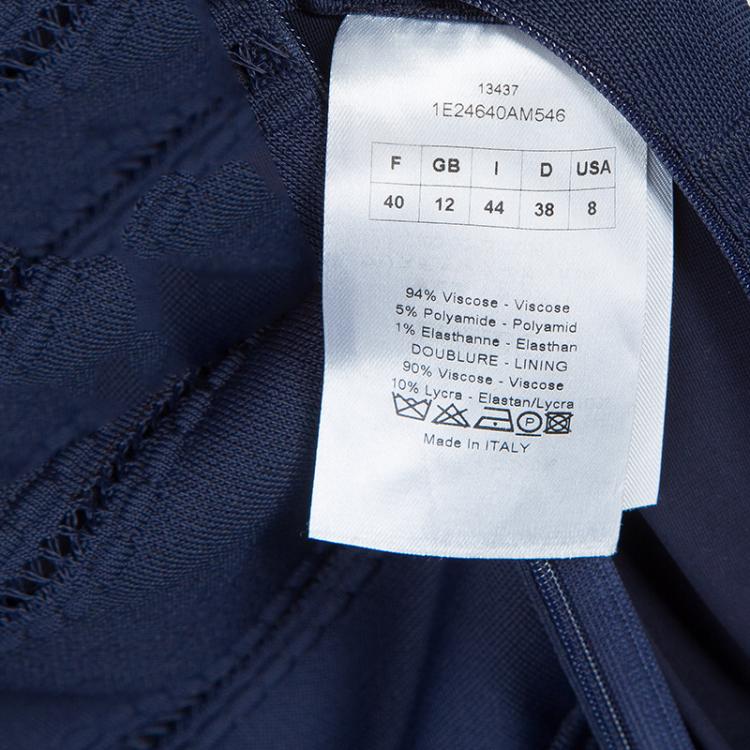 13437
1E24640AM546
F GB I D USA
40 12 44 38 8
94% Viscose - Viscose
5% Polyamide - Polyamid
1% Elasthanne - Elasthan
DOUBLURE - LINING
90% Viscose - Viscose
10% Lycra - Elastan/Lycra
P
Made In ITALY